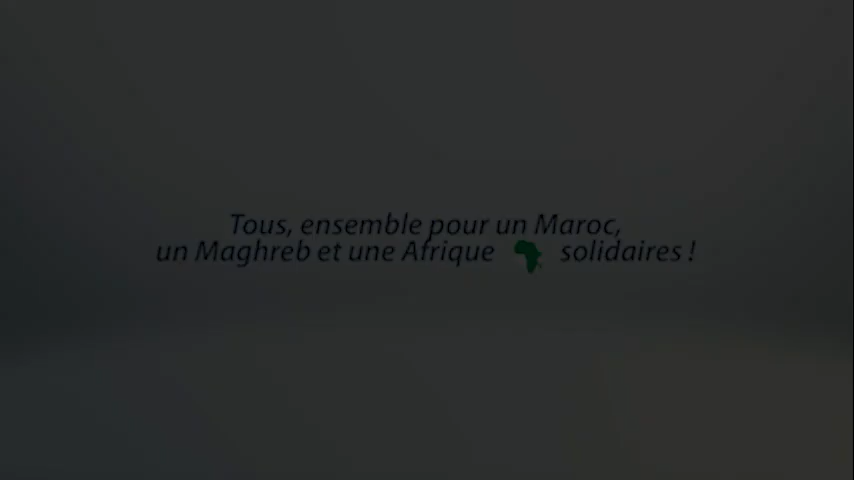 Tous, ensemble pour un Maroc,
un Maghreb et une Afrique solidaires !